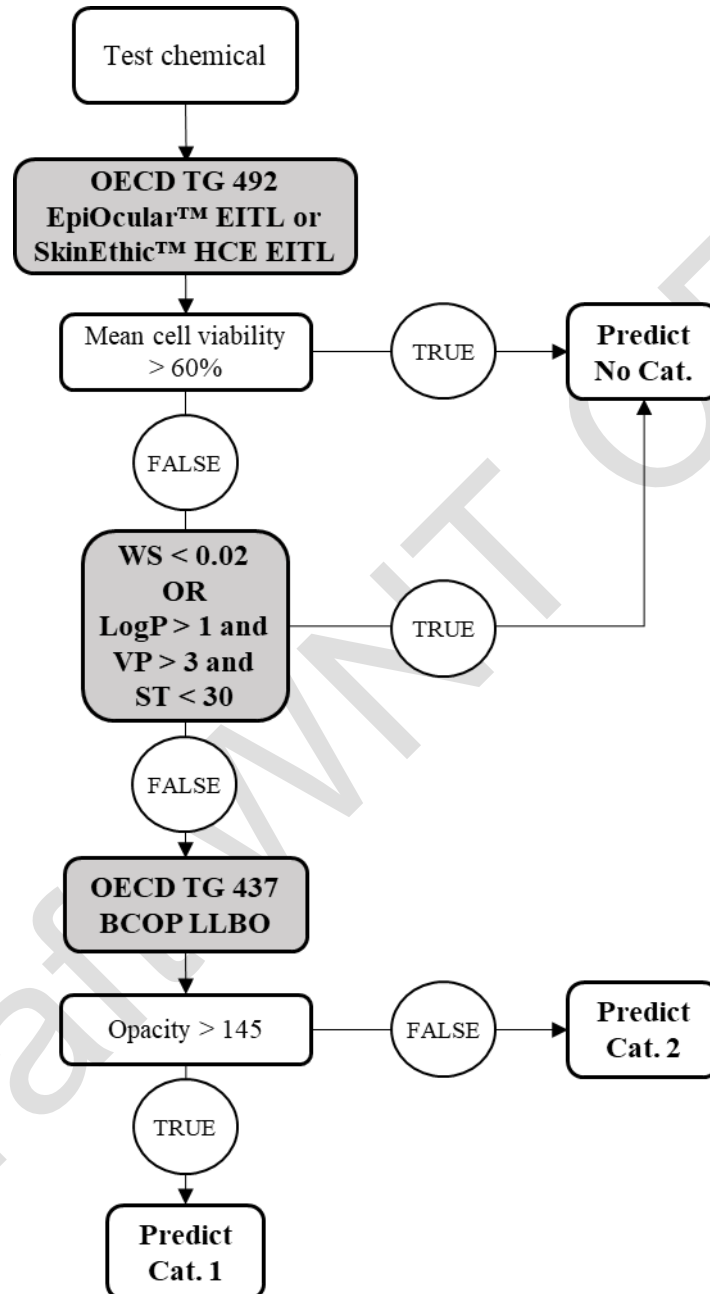 Test chemical
OECD TG 492
EpiOcular™ EITL or
SkinEthic™ HCE EITL
Mean cell viability
> 60%
TRUE
Predict
No Cat.
FALSE
WS < 0.02
OR
LogP > 1 and
VP > 3 and
ST < 30
TRUE
FALSE
OECD TG 437
BCOP LLBO
Opacity > 145
FALSE
Predict
Cat. 2
TRUE
Predict
Cat. 1